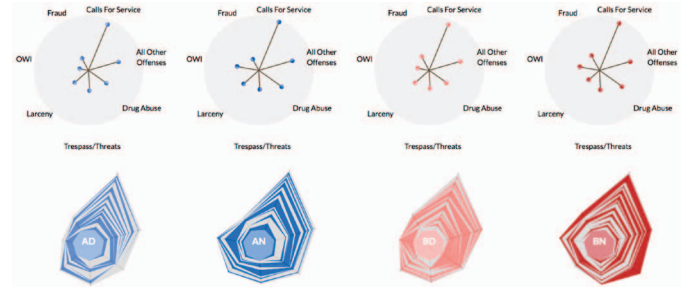 Fraud Calls For Service Fraud Calls For Service Fraud Calls For Service Fraud Calls For Service
OWI All Other Offenses OWI All Other Offenses OWI All Other Offenses OWI All Other Offenses
Larceny Drug Abuse Larceny Drug Abuse Larceny Drug Abuse Larceny Drug Abuse
Trespass/Threats Trespass/Threats Trespass/Threats Trespass/Threats
AD AN BD BN